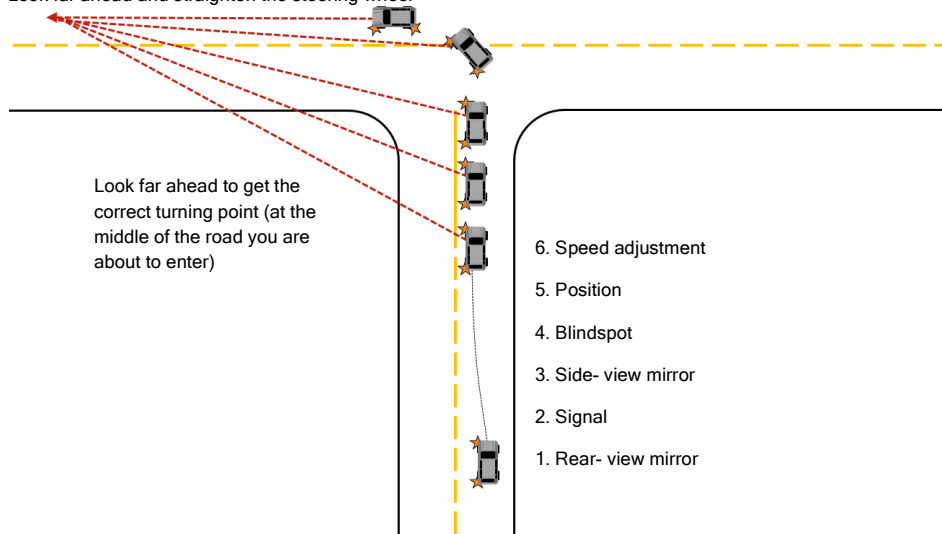 Look far ahead and straighten the steering wheel
Look far ahead to get the
correct turning point (at the
middle of the road you are
about to enter)
6. Speed adjustment
5. Position
4. Blindspot
3. Side- view mirror
2. Signal
1. Rear- view mirror